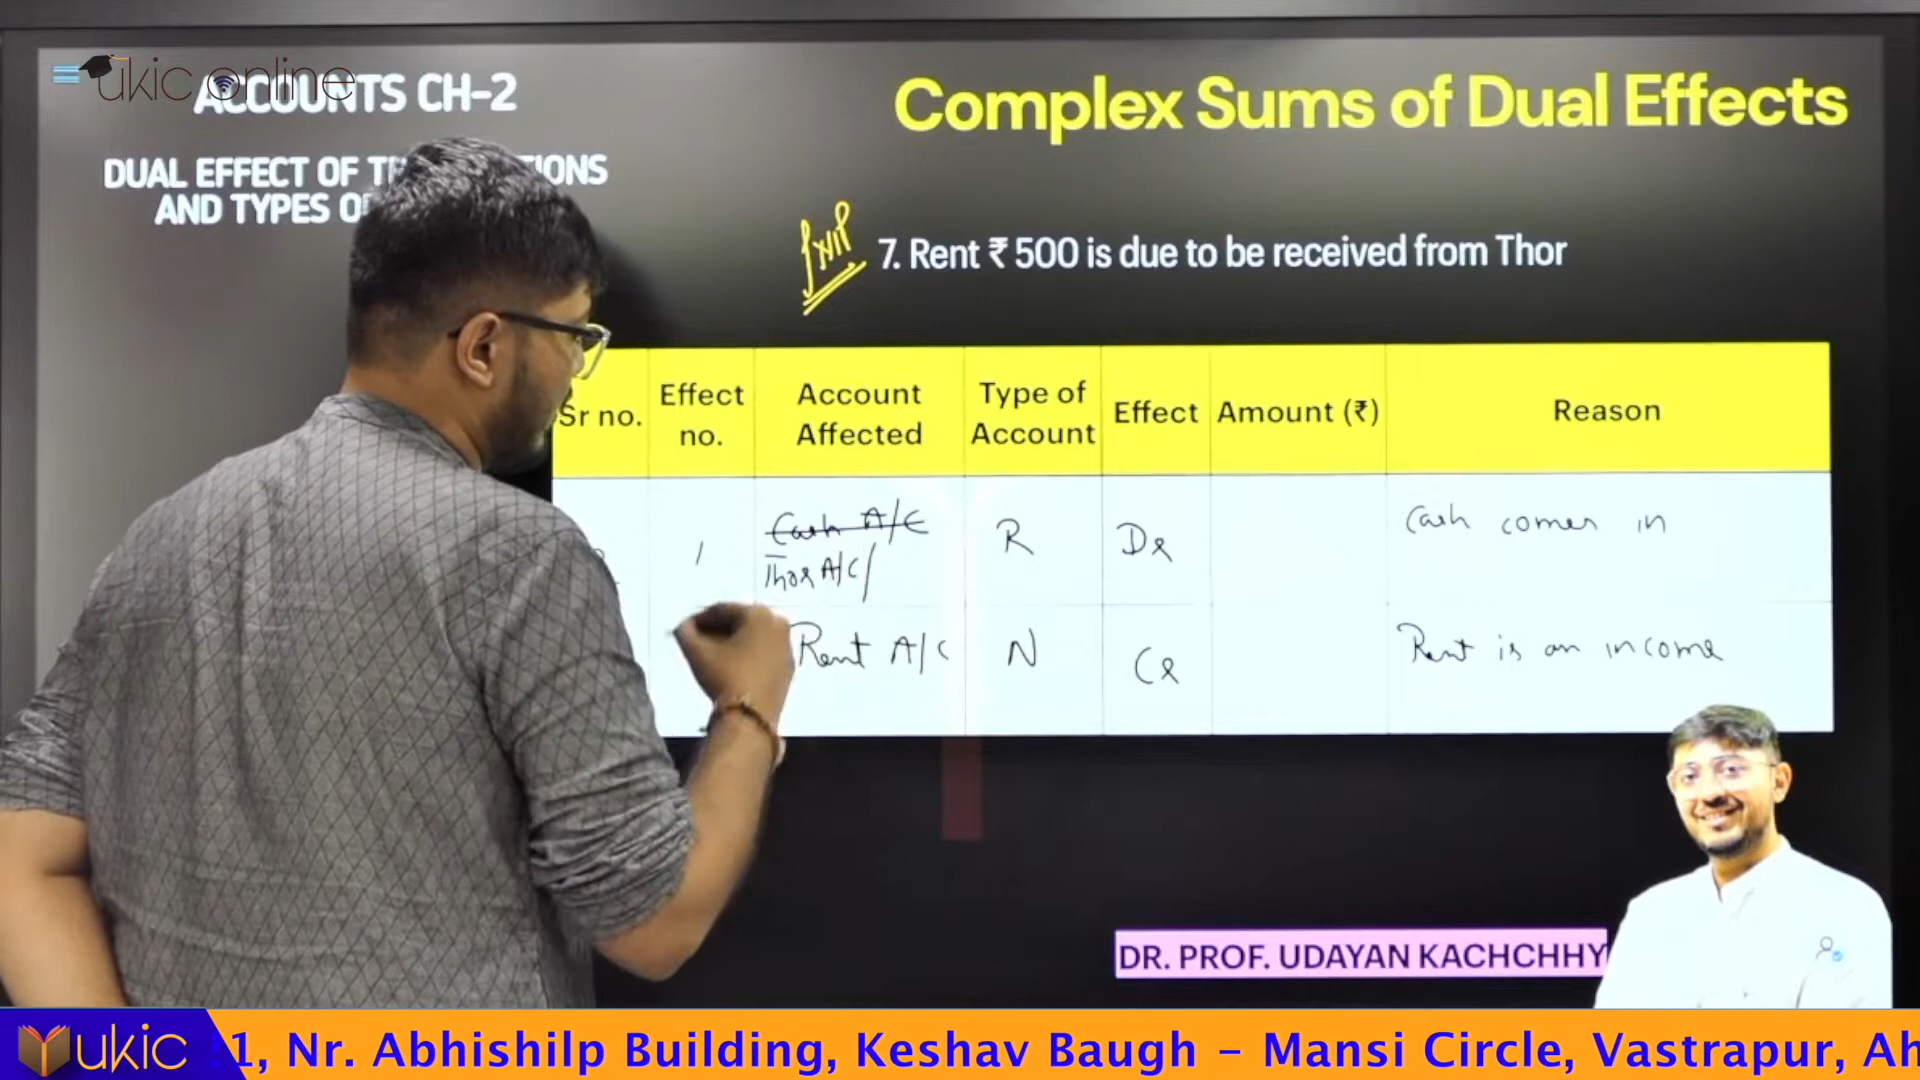 ukic online
ACCOUNTS CH-2
Complex Sums of Dual Effects
DUAL EFFECT OF
AND TYPES
IMP
7. Rent ₹ 500 is due to be received from Thor
Sr no.
Effect no.
Account Affected
Type of Account
Effect
Amount (₹)
Reason
1
Cash A/C
Thor A/C
R
Dr
Cash comes in
Rent A/C
N
Cr
Rent is an income
DR. PROF. UDAYAN KACHCHHY
ukic
1, Nr. Abhishilp Building, Keshav Baugh – Mansi Circle, Vastrapur, Ah